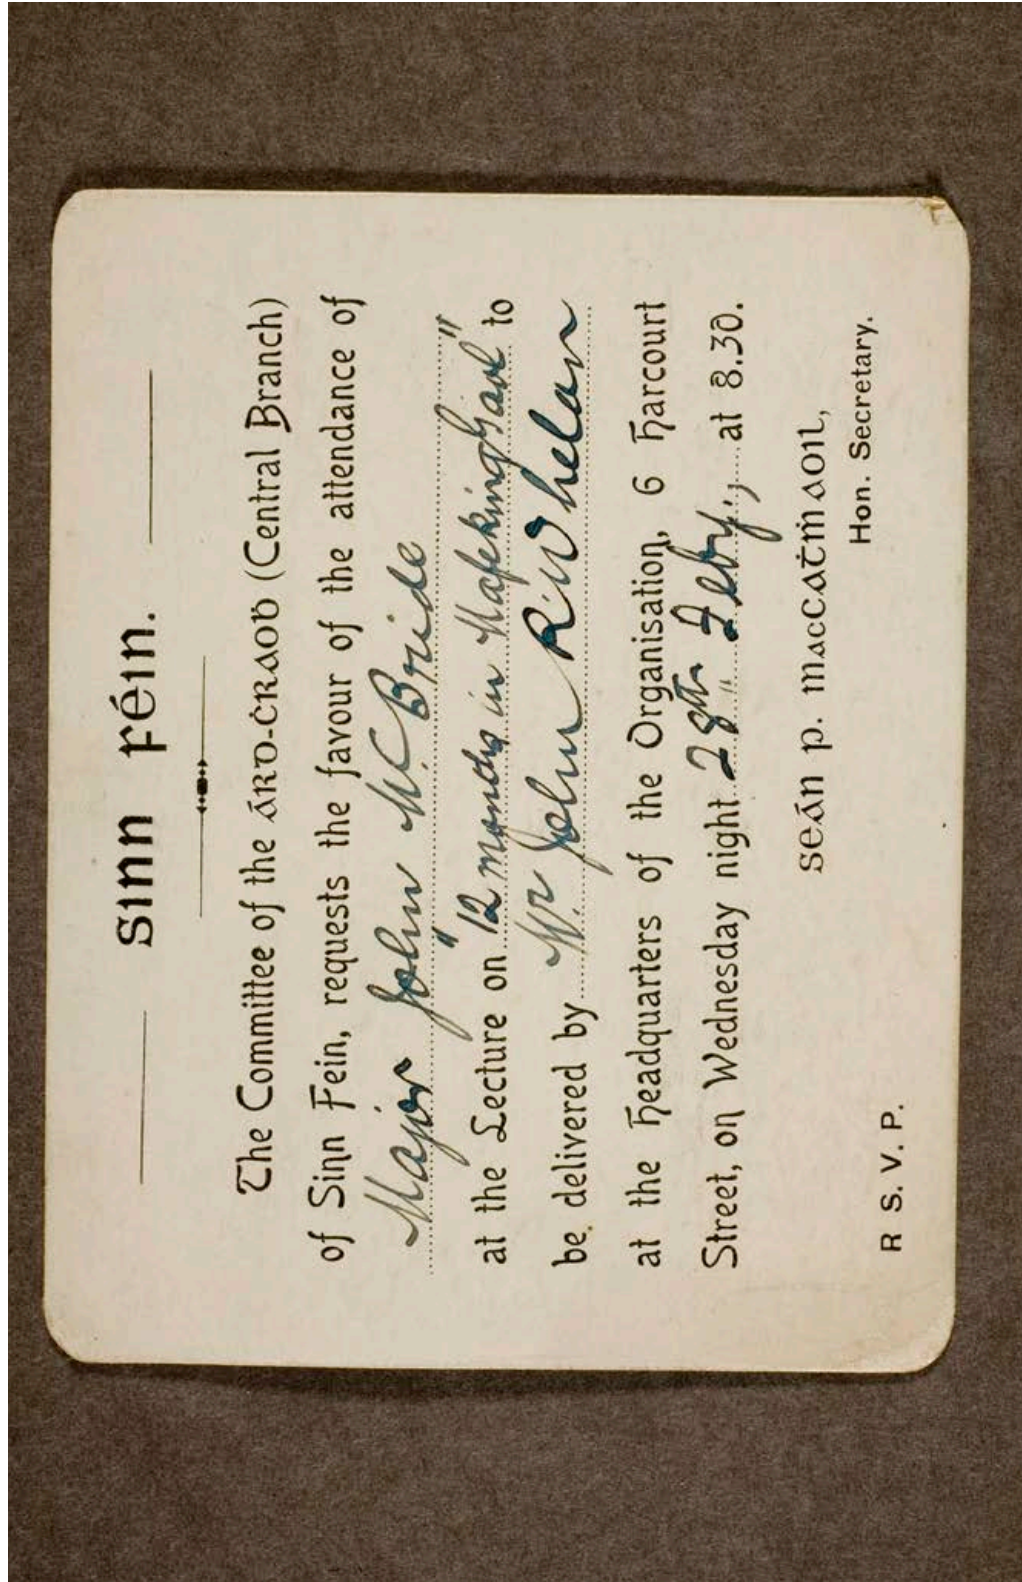 Sinn Féin.
The Committee of the Árd-Ċraoḃ (Central Branch)
of Sinn Fein, requests the favour of the attendance of
Major John McBride
at the Lecture on "12 months in Mafeking Gaol" to
be delivered by Mr John R. Whelan
at the Headquarters of the Organisation, 6 Harcourt
Street, on Wednesday night 28th Feby., at 8.30.
Seán P. MacCaṫṁaoil,
Hon. Secretary.
R S. V. P.